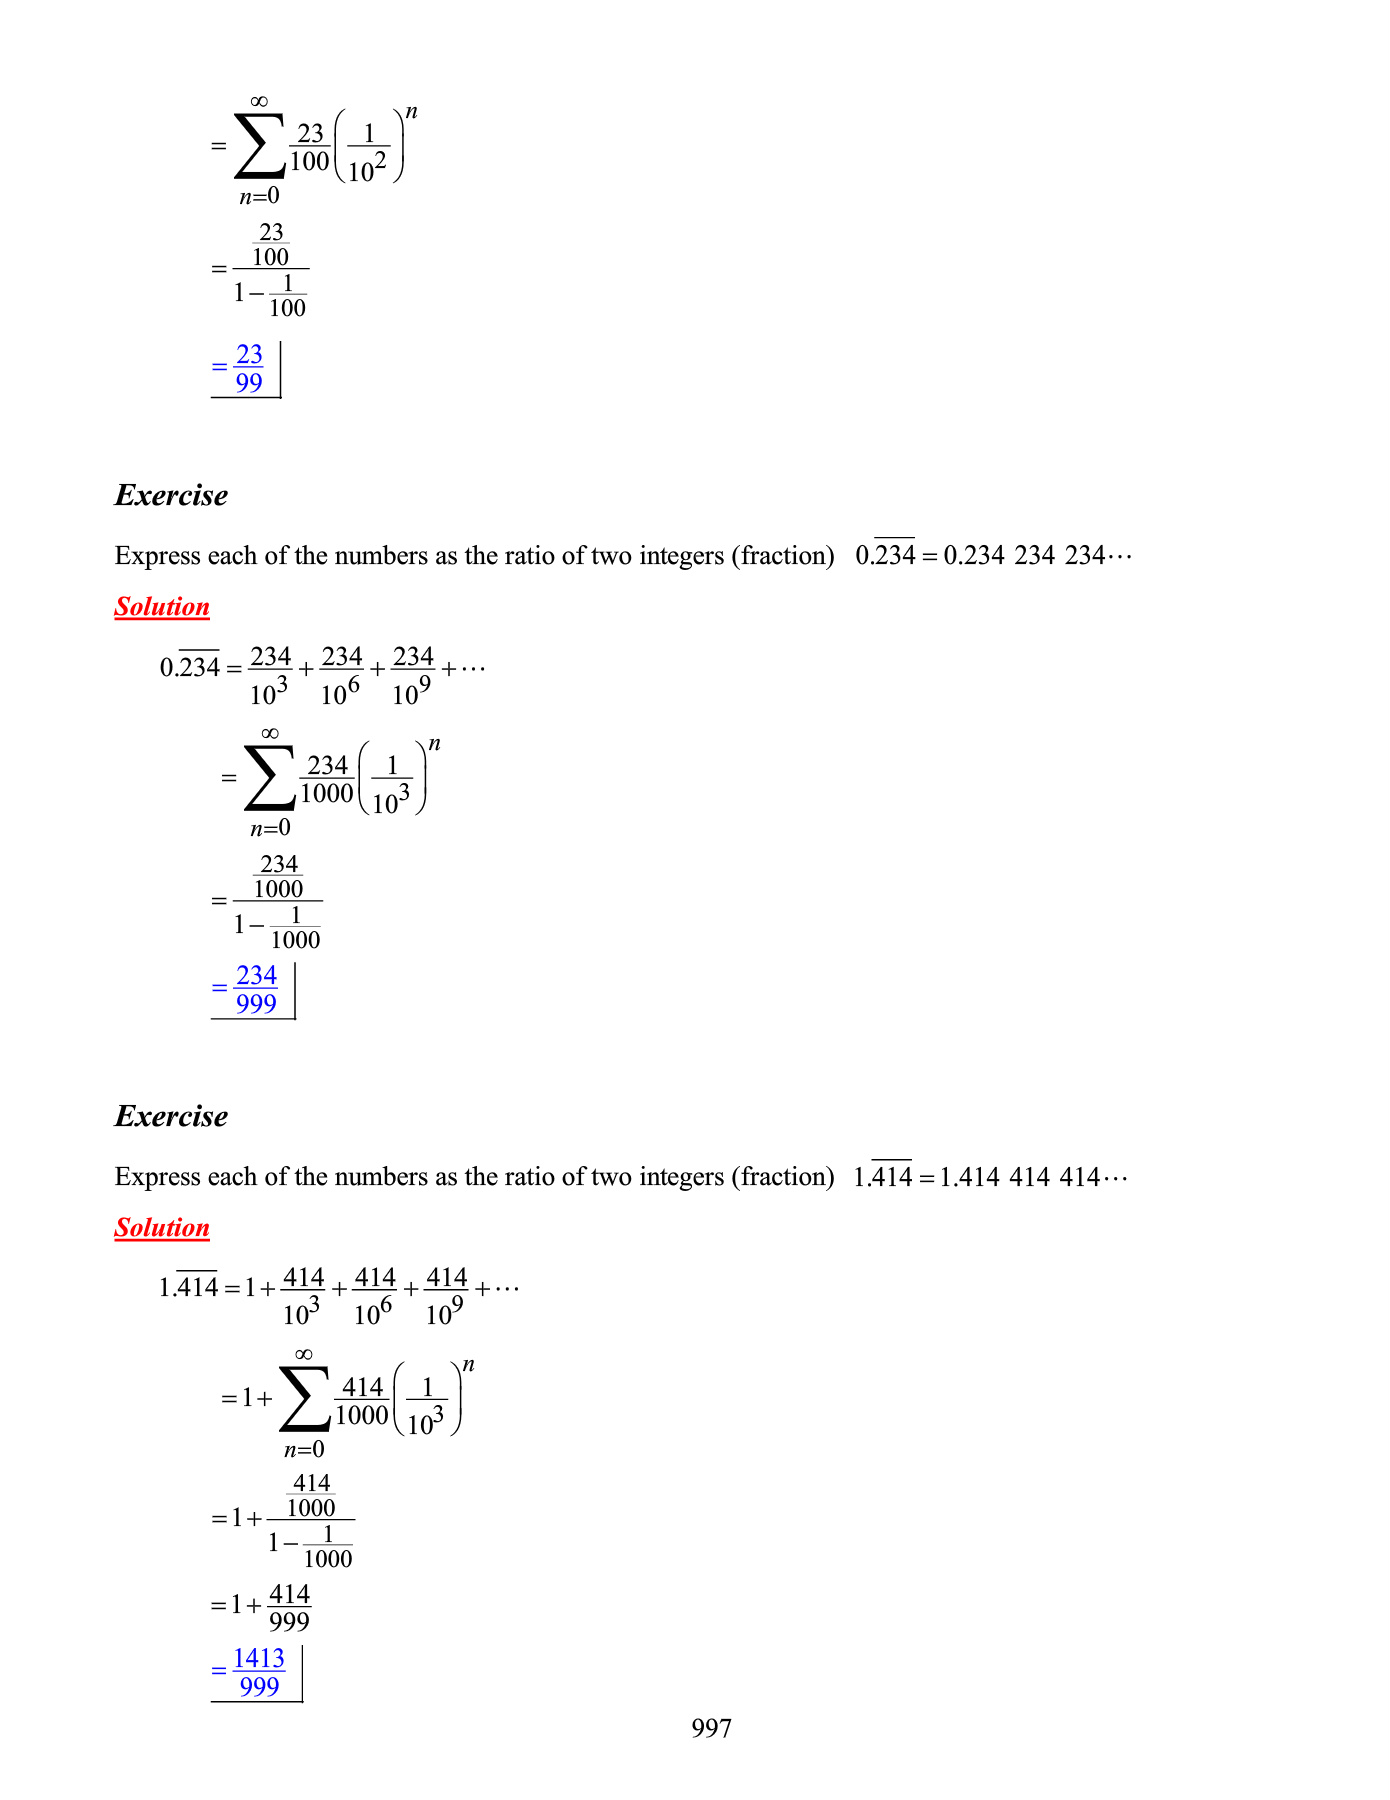 $= \sum_{n=0}^{\infty} \frac{23}{100} \left( \frac{1}{10^2} \right)^n$
$= \frac{\frac{23}{100}}{1 - \frac{1}{100}}$
$= \frac{23}{99}$
Exercise
Express each of the numbers as the ratio of two integers (fraction) $0.\overline{234} = 0.234\ 234\ 234\cdots$
Solution
$0.\overline{234} = \frac{234}{10^3} + \frac{234}{10^6} + \frac{234}{10^9} + \cdots$
$= \sum_{n=0}^{\infty} \frac{234}{1000} \left( \frac{1}{10^3} \right)^n$
$= \frac{\frac{234}{1000}}{1 - \frac{1}{1000}}$
$= \frac{234}{999}$
Exercise
Express each of the numbers as the ratio of two integers (fraction) $1.\overline{414} = 1.414\ 414\ 414\cdots$
Solution
$1.\overline{414} = 1 + \frac{414}{10^3} + \frac{414}{10^6} + \frac{414}{10^9} + \cdots$
$= 1 + \sum_{n=0}^{\infty} \frac{414}{1000} \left( \frac{1}{10^3} \right)^n$
$= 1 + \frac{\frac{414}{1000}}{1 - \frac{1}{1000}}$
$= 1 + \frac{414}{999}$
$= \frac{1413}{999}$
997